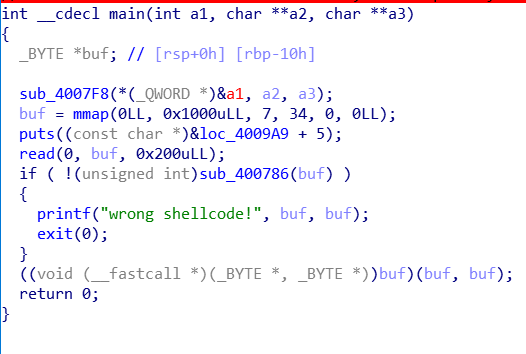 int __cdecl main(int a1, char **a2, char **a3)
{
  _BYTE *buf; // [rsp+0h] [rbp-10h]

  sub_4007F8(*(_QWORD *)&a1, a2, a3);
  buf = mmap(0LL, 0x1000uLL, 7, 34, 0, 0LL);
  puts((const char *)&loc_4009A9 + 5);
  read(0, buf, 0x200uLL);
  if ( !(unsigned int)sub_400786(buf) )
  {
    printf("wrong shellcode!", buf, buf);
    exit(0);
  }
  ((void (__fastcall *)(_BYTE *, _BYTE *))buf)(buf, buf);
  return 0;
}